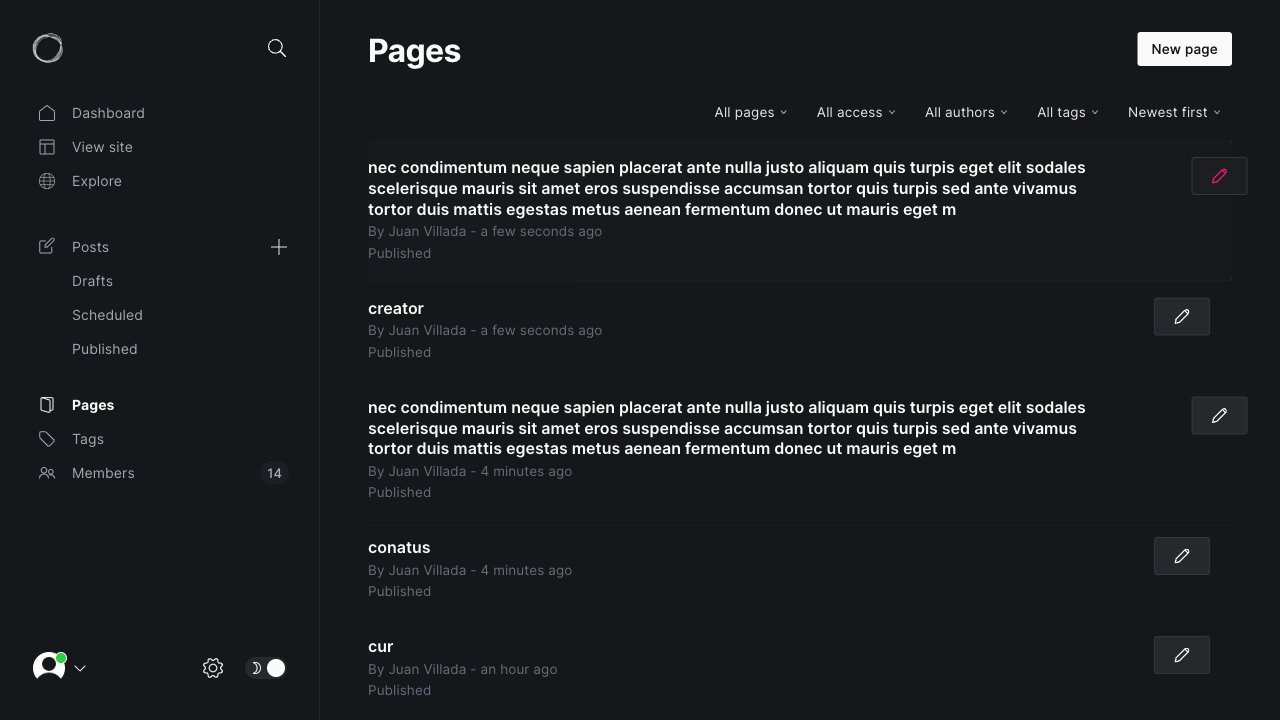 Dashboard
View site
Explore
Posts
Drafts
Scheduled
Published
Pages
Tags
Members
14
Pages
New page
All pages
All access
All authors
All tags
Newest first
nec condimentum neque sapien placerat ante nulla justo aliquam quis turpis eget elit sodales
scelerisque mauris sit amet eros suspendisse accumsan tortor quis turpis sed ante vivamus
tortor duis mattis egestas metus aenean fermentum donec ut mauris eget m
By Juan Villada - a few seconds ago
Published
creator
By Juan Villada - a few seconds ago
Published
nec condimentum neque sapien placerat ante nulla justo aliquam quis turpis eget elit sodales
scelerisque mauris sit amet eros suspendisse accumsan tortor quis turpis sed ante vivamus
tortor duis mattis egestas metus aenean fermentum donec ut mauris eget m
By Juan Villada - 4 minutes ago
Published
conatus
By Juan Villada - 4 minutes ago
Published
cur
By Juan Villada - an hour ago
Published